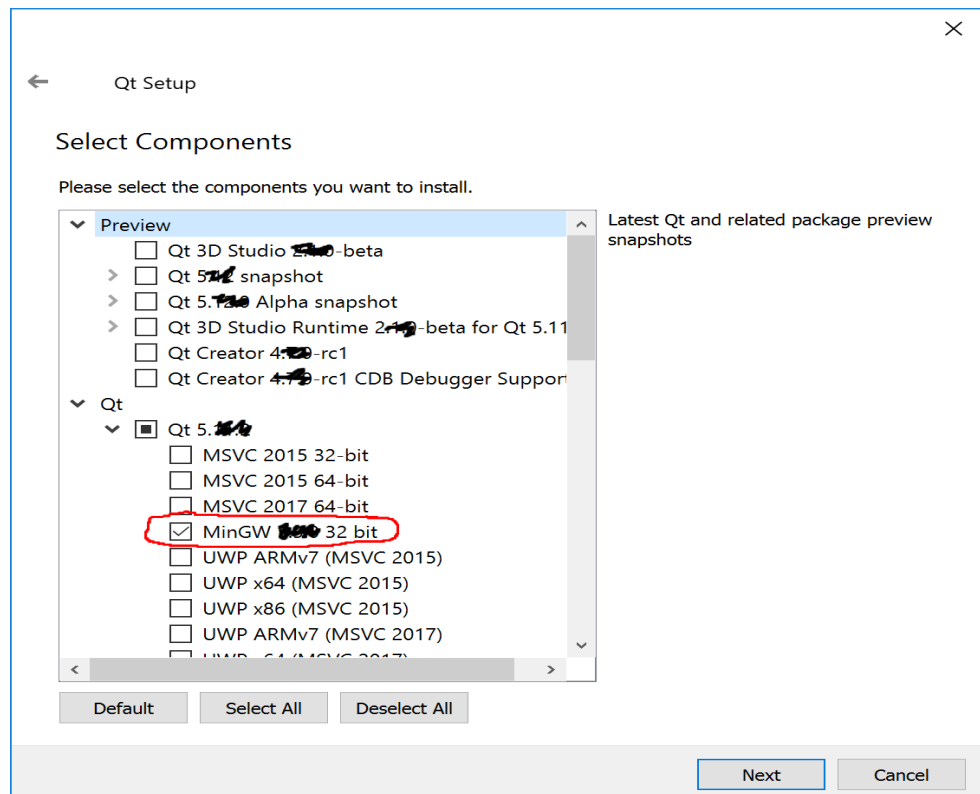 Qt Setup
Select Components
Please select the components you want to install.
Preview
Latest Qt and related package preview
snapshots
Qt 3D Studio -beta
Qt 5. snapshot
Qt 5. Alpha snapshot
Qt 3D Studio Runtime 2. -beta for Qt 5.11
Qt Creator 4. -rc1
Qt Creator 4. -rc1 CDB Debugger Support
Qt
Qt 5.
MSVC 2015 32-bit
MSVC 2015 64-bit
MSVC 2017 64-bit
MinGW 32 bit
UWP ARMv7 (MSVC 2015)
UWP x64 (MSVC 2015)
UWP x86 (MSVC 2015)
UWP ARMv7 (MSVC 2017)
Default Select All Deselect All
Next Cancel